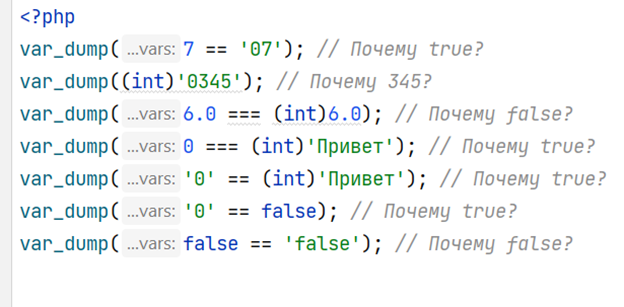 <?php
var_dump( ...vars: 7 == '07'); // Почему true?
var_dump((int)'0345'); // Почему 345?
var_dump( ...vars: 6.0 === (int)6.0); // Почему false?
var_dump( ...vars: 0 === (int)'Привет'); // Почему true?
var_dump( ...vars: '0' == (int)'Привет'); // Почему true?
var_dump( ...vars: '0' == false); // Почему true?
var_dump( ...vars: false == 'false'); // Почему false?